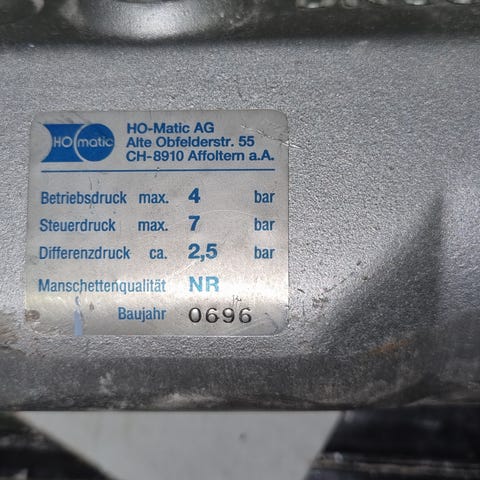 HO matic
HO-Matic AG
Alte Obfelderstr. 55
CH-8910 Affoltern a.A.
Betriebsdruck max. 4 bar
Steuerdruck max. 7 bar
Differenzdruck ca. 2,5 bar
Manschettenqualität NR
Baujahr 0696